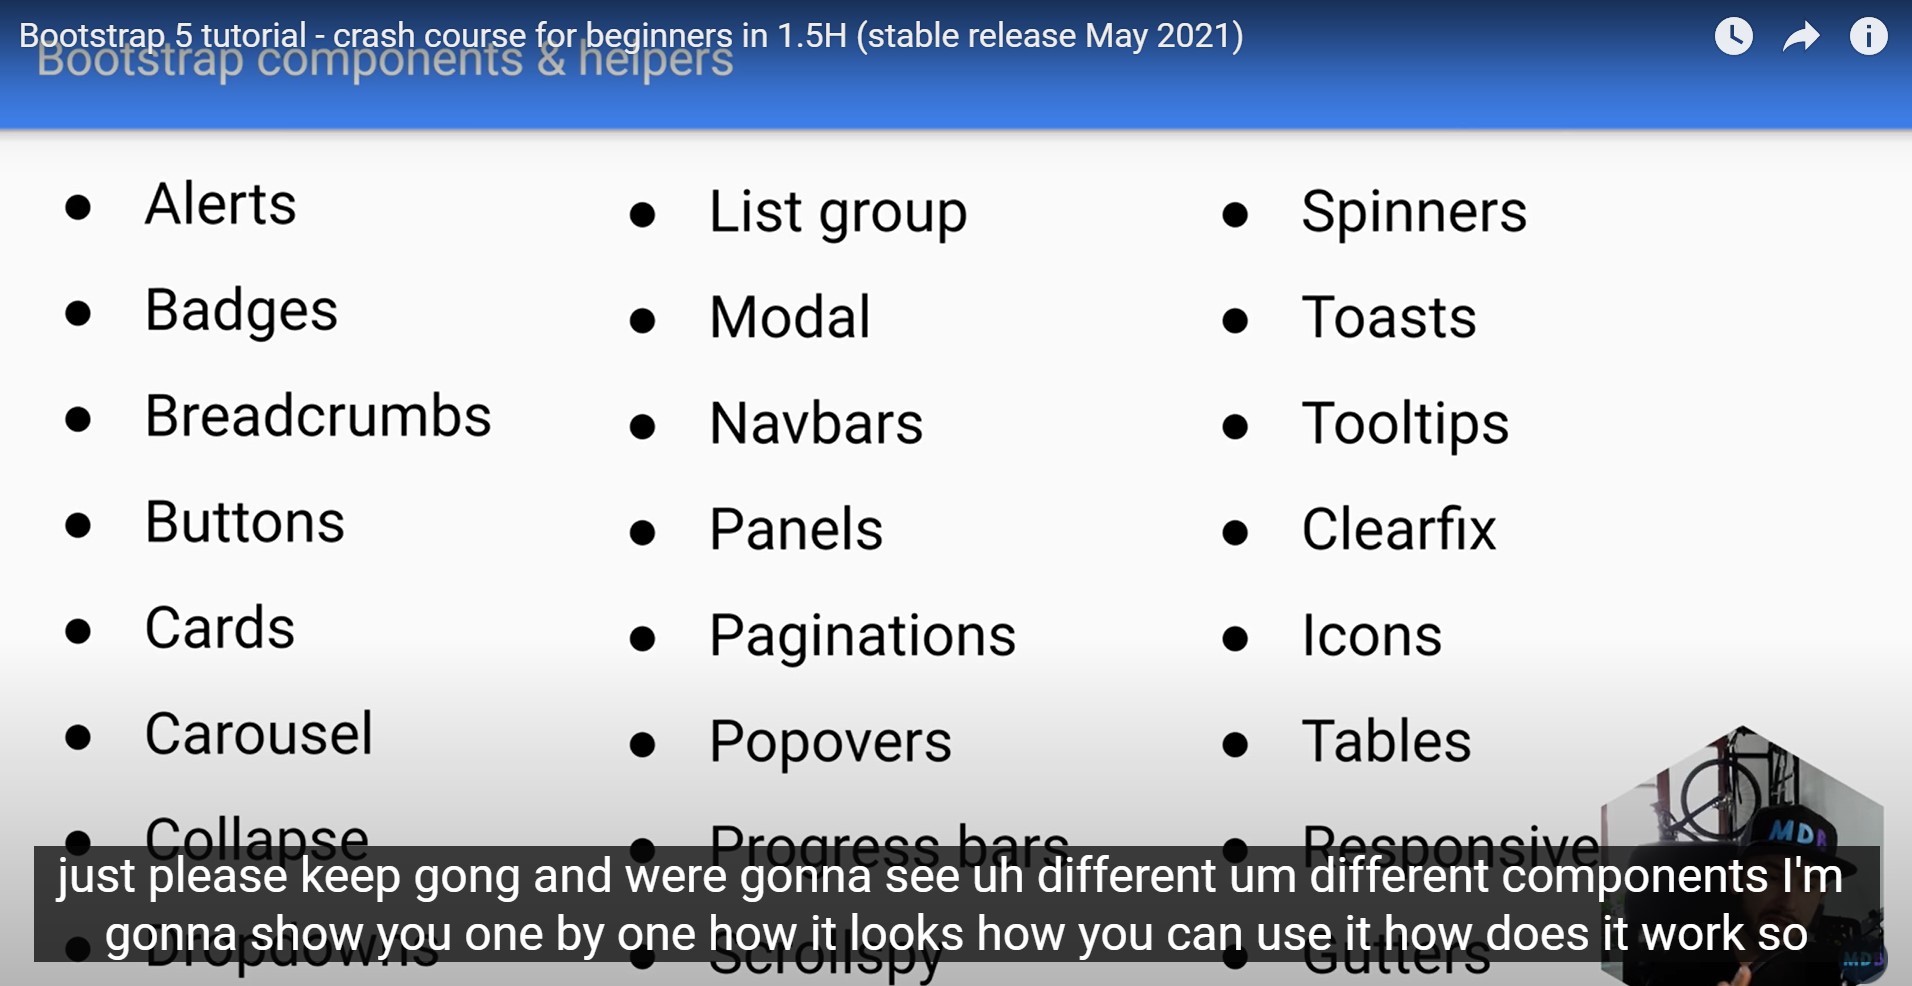 Bootstrap 5 tutorial - crash course for beginners in 1.5H (stable release May 2021)
Bootstrap components & helpers
Alerts
Badges
Breadcrumbs
Buttons
Cards
Carousel
Collapse
Dropdowns
List group
Modal
Navbars
Panels
Paginations
Popovers
Progress bars
Scrollspy
Spinners
Toasts
Tooltips
Clearfix
Icons
Tables
Responsive
Gutters
just please keep gong and were gonna see uh different um different components I'm
gonna show you one by one how it looks how you can use it how does it work so